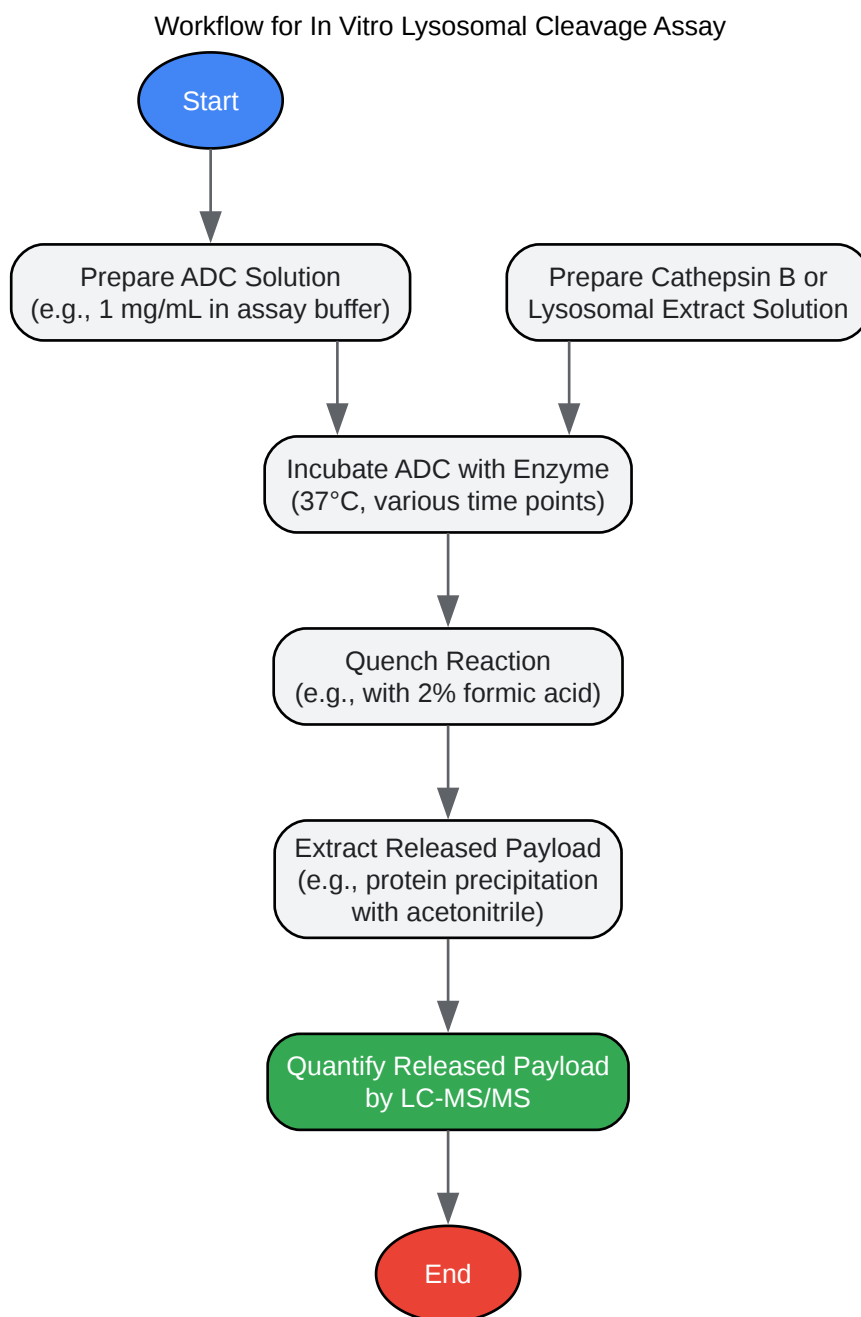 Workflow for In Vitro Lysosomal Cleavage Assay
Start
Prepare ADC Solution
(e.g., 1 mg/mL in assay buffer)
Prepare Cathepsin B or
Lysosomal Extract Solution
Incubate ADC with Enzyme
(37°C, various time points)
Quench Reaction
(e.g., with 2% formic acid)
Extract Released Payload
(e.g., protein precipitation
with acetonitrile)
Quantify Released Payload
by LC-MS/MS
End